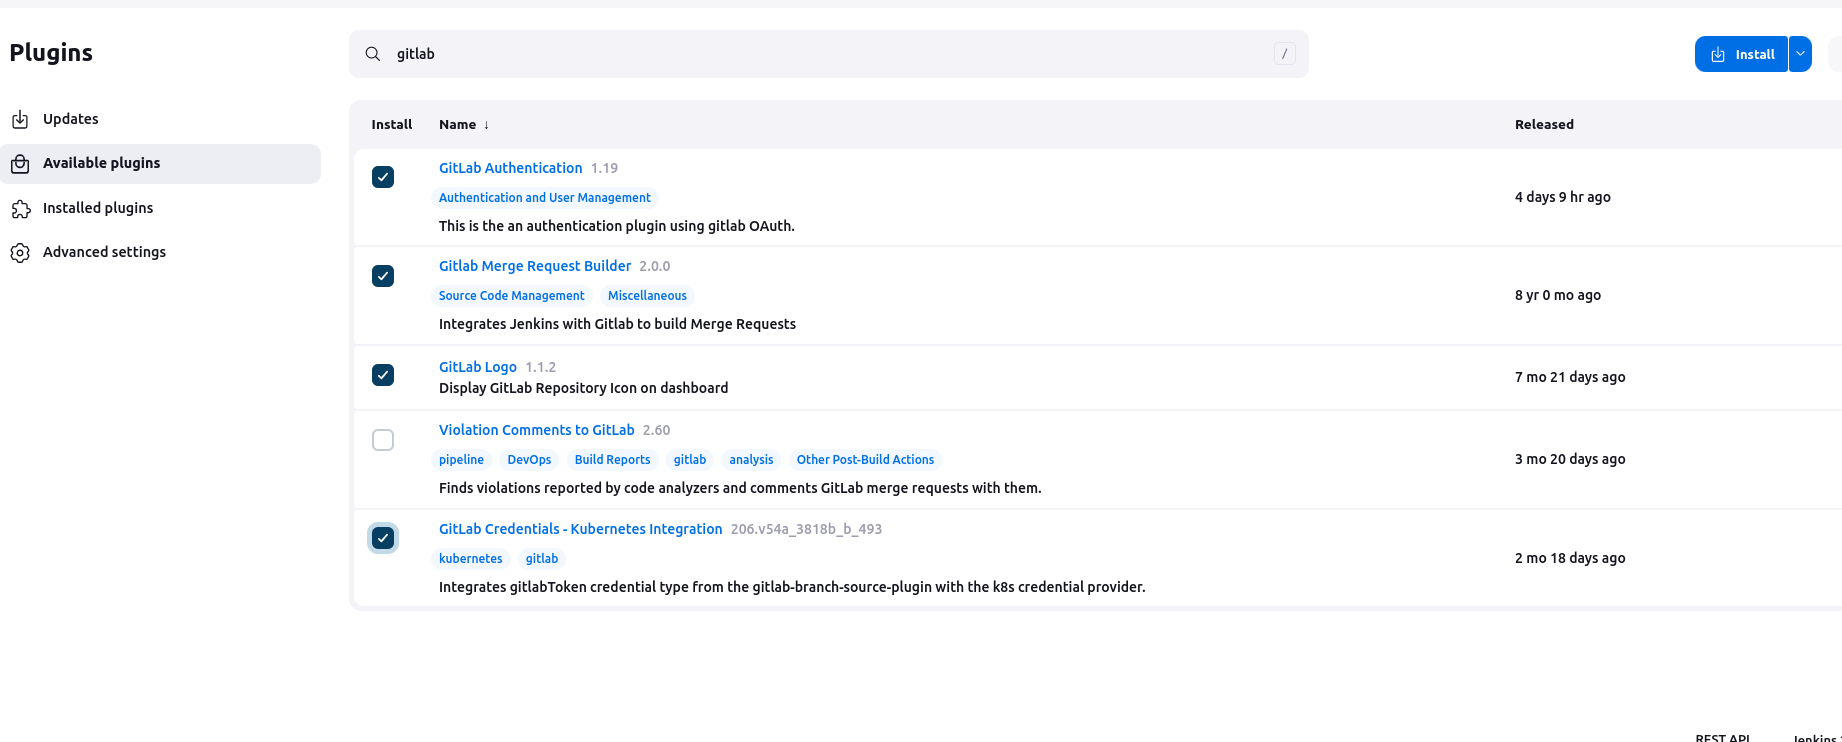 Plugins
gitlab
/
Install
Updates
Available plugins
Installed plugins
Advanced settings
Install Name ↓ Released
GitLab Authentication 1.19
Authentication and User Management
This is the an authentication plugin using gitlab OAuth.
4 days 9 hr ago
Gitlab Merge Request Builder 2.0.0
Source Code Management Miscellaneous
Integrates Jenkins with Gitlab to build Merge Requests
8 yr 0 mo ago
GitLab Logo 1.1.2
Display GitLab Repository Icon on dashboard
7 mo 21 days ago
Violation Comments to GitLab 2.60
pipeline DevOps Build Reports gitlab analysis Other Post-Build Actions
Finds violations reported by code analyzers and comments GitLab merge requests with them.
3 mo 20 days ago
GitLab Credentials - Kubernetes Integration 206.v54a_3818b_b_493
kubernetes gitlab
Integrates gitlabToken credential type from the gitlab-branch-source-plugin with the k8s credential provider.
2 mo 18 days ago
REST API Jenkins